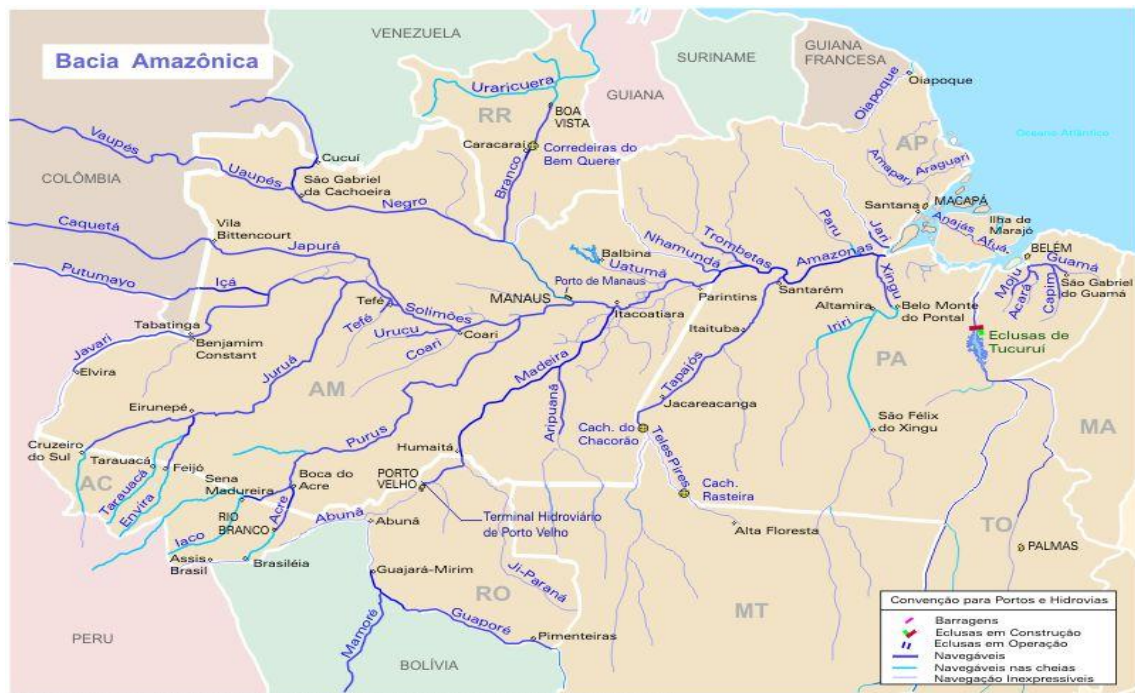 Bacia Amazônica
VENEZUELA
SURINAME
GUIANA
FRANCESA
GUIANA
COLÔMBIA
PERU
BOLÍVIA
Oceano Atlântico
RR
AP
AM
PA
MA
AC
RO
MT
TO
Uraricuera
BOA
VISTA
Caracaraí
Corredeiras do
Bem Querer
Branco
Oiapoque
Oiapoque
Amapari
Araguari
Santana
MACAPÁ
Anajás
Afuá
Ilha de
Marajó
BELÉM
Guamá
Moju
Acará
Capim
São Gabriel
do Guamá
Vaupés
Uaupés
Cucuí
São Gabriel
da Cachoeira
Negro
Caquetá
Vila
Bittencourt
Japurá
Putumayo
Içá
Tefé
Tefé
Solimões
MANAUS
Porto de Manaus
Balbina
Uatumã
Nhamundá
Trombetas
Paru
Jari
Amazonas
Xingu
Parintins
Santarém
Itacoatiara
Altamira
Belo Monte
do Pontal
Iriri
Eclusas de
Tucuruí
Tabatinga
Benjamim
Constant
Javari
Elvira
Urucu
Coari
Coari
Juruá
Madeira
Itaituba
Tapajós
Jacareacanga
Eirunepé
Purus
Humaitá
Aripuanã
Cach. do
Chacorão
Teles Pires
Cach.
Rasteira
São Félix
do Xingu
Cruzeiro
do Sul
Tarauacá
Tarauacá
Feijó
Envira
Sena
Madureira
Boca do
Acre
Acre
RIO
BRANCO
Iaco
Assis
Brasil
Brasiléia
PORTO
VELHO
Abunã
Abunã
Terminal Hidroviário
de Porto Velho
Alta Floresta
PALMAS
Guajará-Mirim
Ji-Paraná
Mamoré
Guaporé
Pimenteiras
Convenção para Portos e Hidrovias
Barragens
Eclusas em Construção
Eclusas em Operação
Navegáveis
Navegáveis nas cheias
Navegação Inexpressíveis